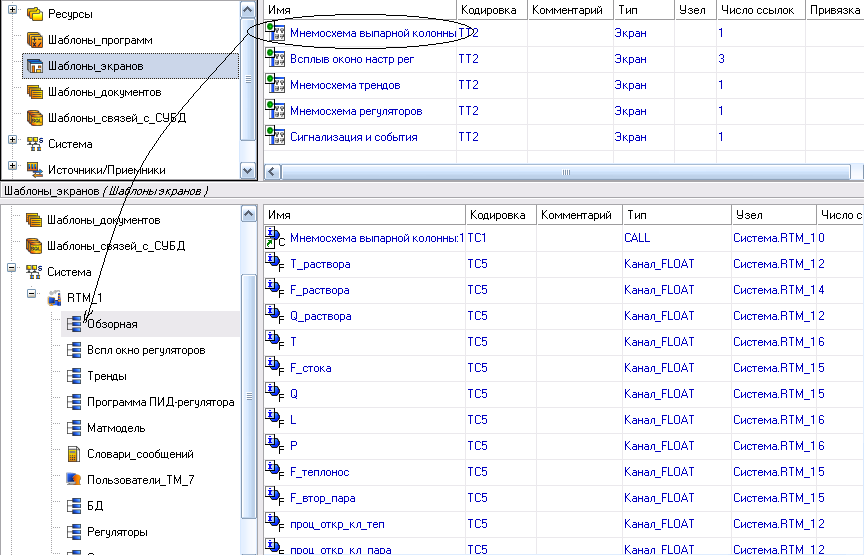 Ресурсы
Шаблоны_программ
Шаблоны_экранов
Шаблоны_документов
Шаблоны_связей_с_СУБД
Система
Источники/Приемники
Имя Кодировка Комментарий Тип Узел Число ссылок Привязка
Мнемосхема выпарной колонны TT2 Экран 1
Всплыв оконо настр рег TT2 Экран 3
Мнемосхема трендов TT2 Экран 1
Мнемосхема регуляторов TT2 Экран 1
Сигнализация и события TT2 Экран 1
Шаблоны_экранов ( Шаблоны экранов )
Шаблоны_документов
Шаблоны_связей_с_СУБД
Система
RTM_1
Обзорная
Вспл окно регуляторов
Тренды
Программа ПИД-регулятора
Матмодель
Словари_сообщений
Пользователи_ТМ_7
БД
Регуляторы
Имя Кодировка Комментарий Тип Узел Число с
Мнемосхема выпарной колонны:1 TC1 CALL Система.RTM_1 0
T_раствора TC5 Канал_FLOAT Система.RTM_1 2
F_раствора TC5 Канал_FLOAT Система.RTM_1 4
Q_раствора TC5 Канал_FLOAT Система.RTM_1 2
T TC5 Канал_FLOAT Система.RTM_1 6
F_стока TC5 Канал_FLOAT Система.RTM_1 5
Q TC5 Канал_FLOAT Система.RTM_1 5
L TC5 Канал_FLOAT Система.RTM_1 6
P TC5 Канал_FLOAT Система.RTM_1 6
F_теплонос TC5 Канал_FLOAT Система.RTM_1 5
F_втор_пара TC5 Канал_FLOAT Система.RTM_1 5
проц_откр_кл_теп TC5 Канал_FLOAT Система.RTM_1 2
проц_откр_кл_пара TC5 Канал_FLOAT Система.RTM_1 2